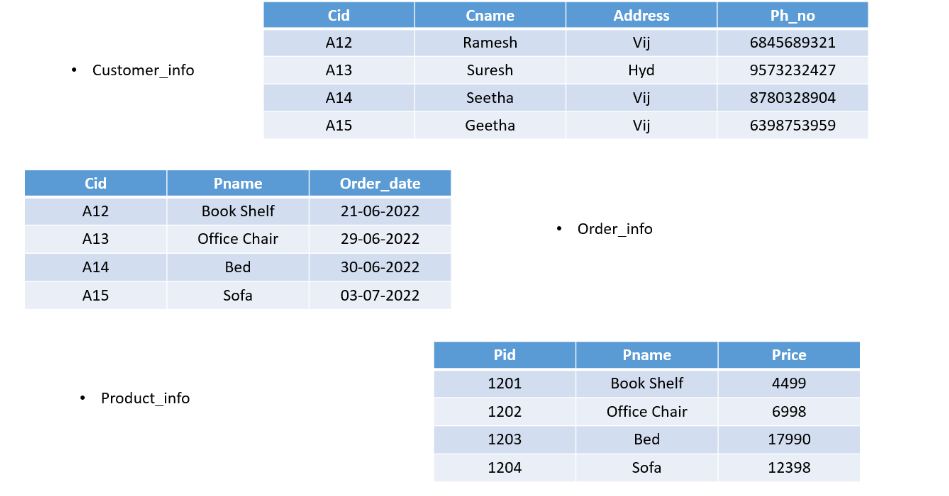 Cid Cname Address Ph_no
A12 Ramesh Vij 6845689321
• Customer_info
A13 Suresh Hyd 9573232427
A14 Seetha Vij 8780328904
A15 Geetha Vij 6398753959
Cid Pname Order_date
A12 Book Shelf 21-06-2022
A13 Office Chair 29-06-2022
A14 Bed 30-06-2022
A15 Sofa 03-07-2022
• Order_info
Pid Pname Price
1201 Book Shelf 4499
• Product_info
1202 Office Chair 6998
1203 Bed 17990
1204 Sofa 12398